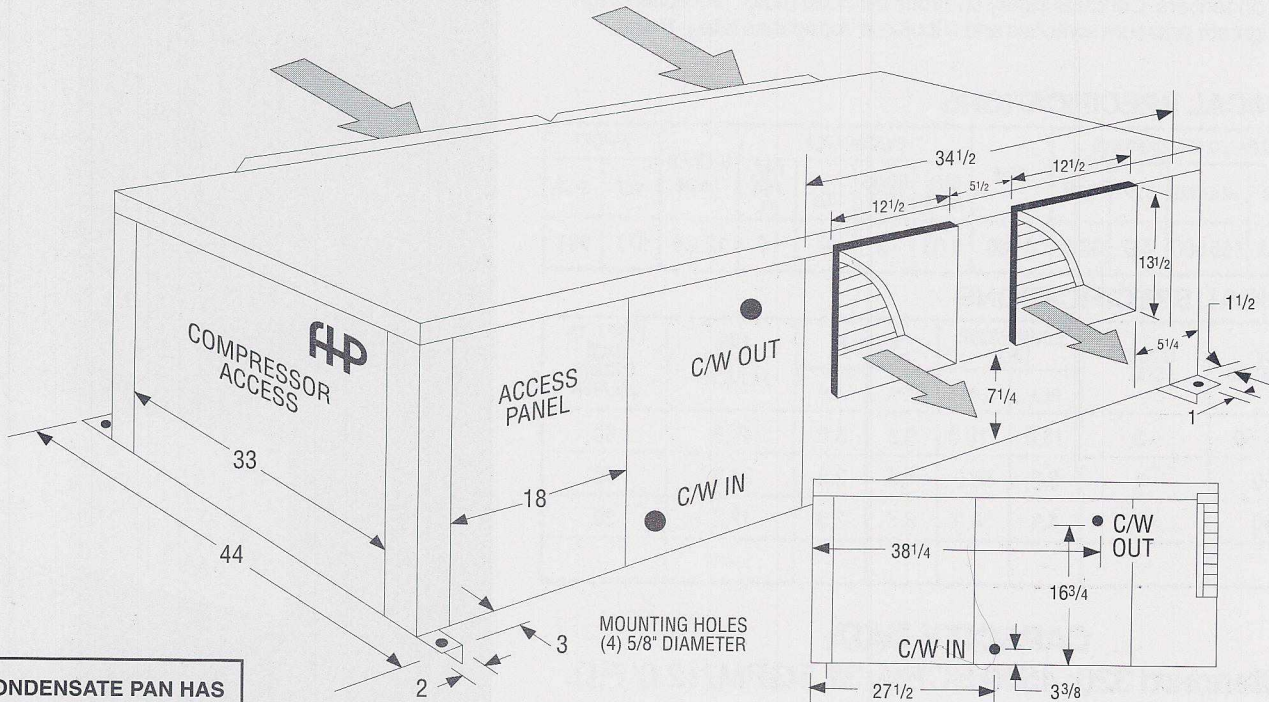 34 1/2
12 1/2
5 1/2
12 1/2
13 1/2
1 1/2
5 1/4
7 1/4
1
COMPRESSOR
ACCESS
FHP
ACCESS
PANEL
C/W OUT
C/W IN
33
18
44
3
2
MOUNTING HOLES
(4) 5/8" DIAMETER
C/W
OUT
38 1/4
16 3/4
C/W IN
27 1/2
3 3/8
CONDENSATE PAN HAS